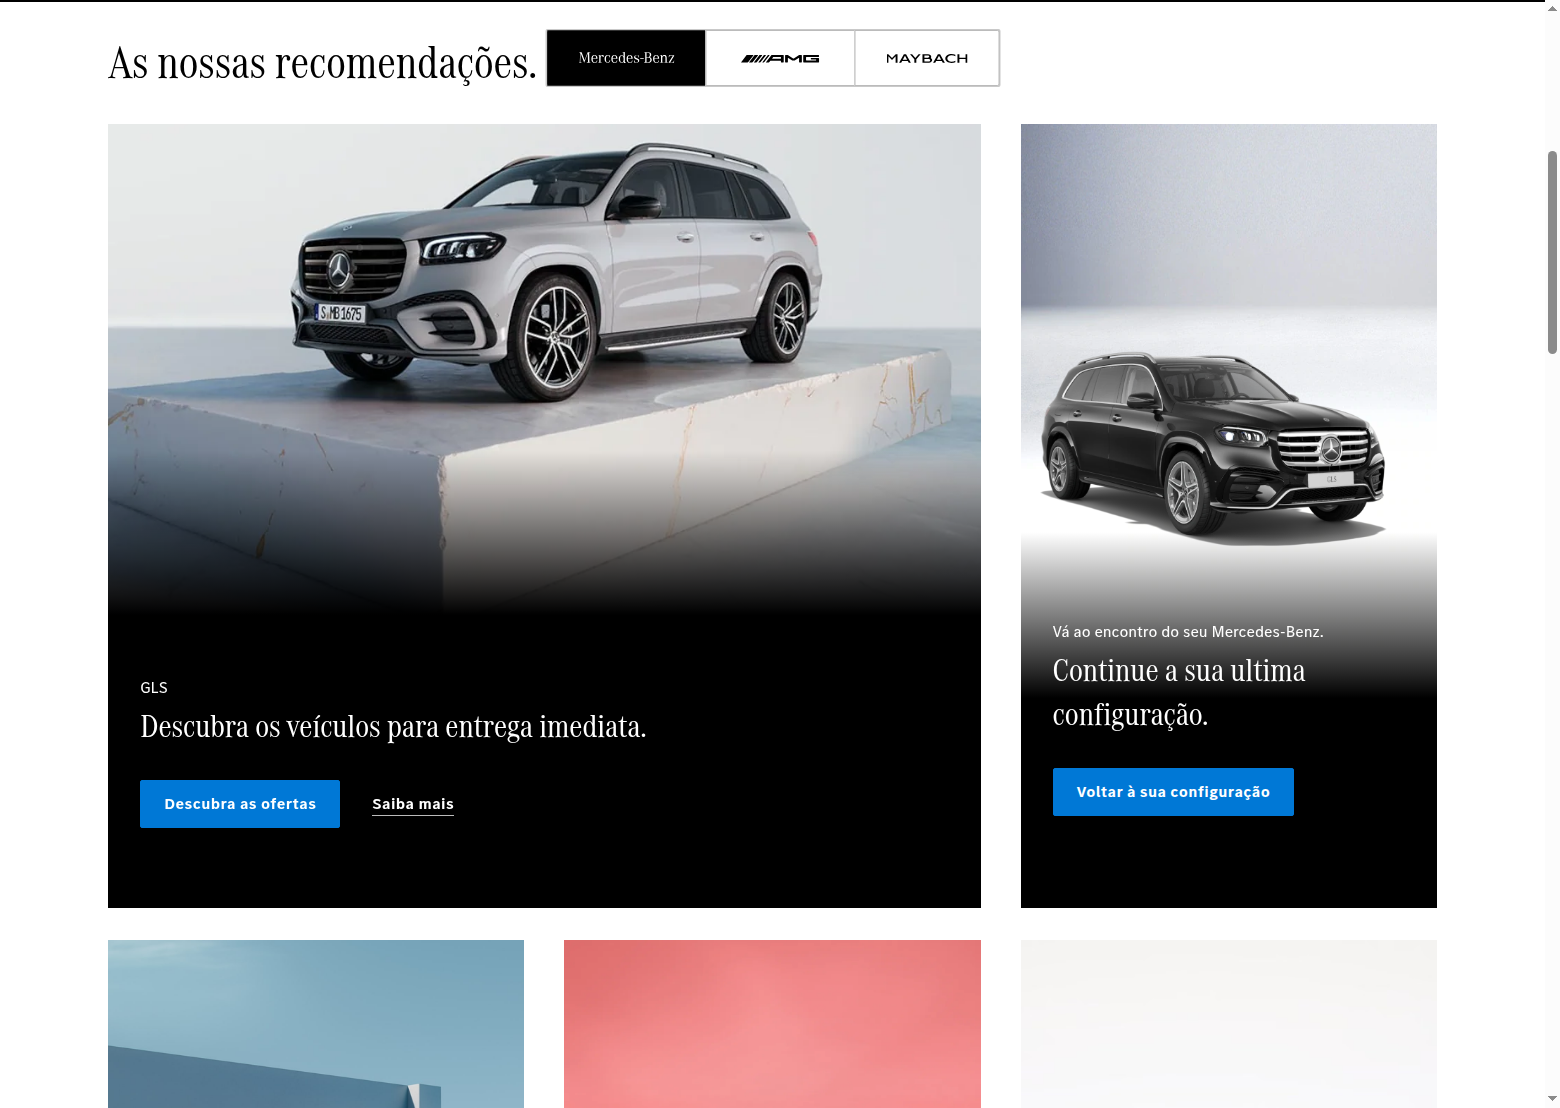 As nossas recomendações.
Mercedes-Benz
AMG
MAYBACH
S MB 1675
GLS
GLS
Descubra os veículos para entrega imediata.
Descubra as ofertas
Saiba mais
Vá ao encontro do seu Mercedes-Benz.
Continue a sua ultima
configuração.
Voltar à sua configuração